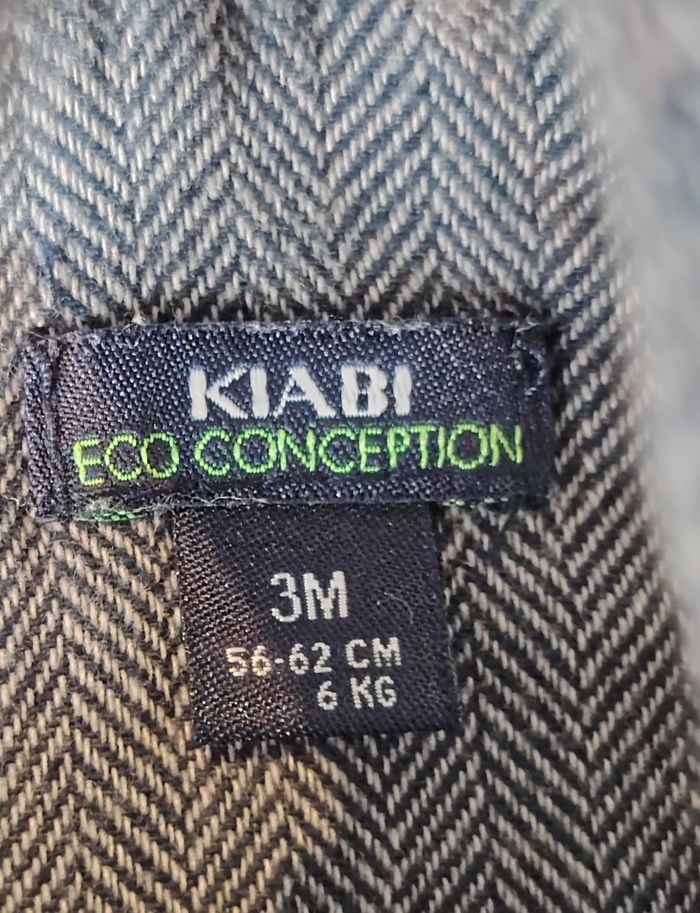 KIABI
ECO CONCEPTION
3M
56-62 CM
6 KG